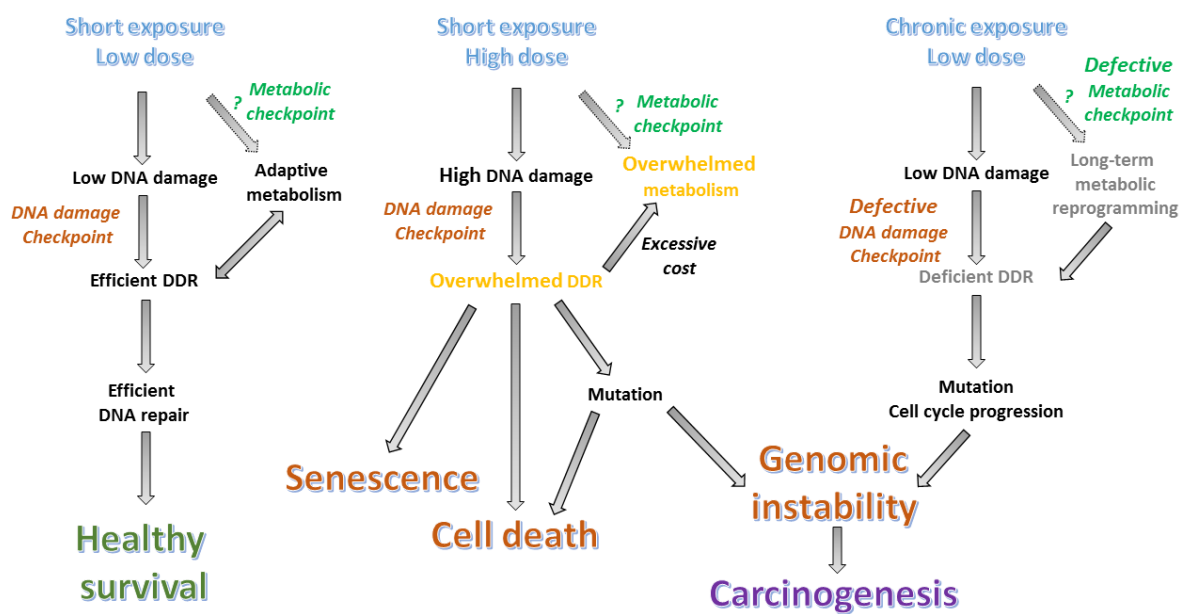 Short exposure
Low dose
?
Metabolic
checkpoint
Low DNA damage
Adaptive
metabolism
DNA damage
Checkpoint
Efficient DDR
Efficient
DNA repair
Healthy
survival
Short exposure
High dose
?
Metabolic
checkpoint
High DNA damage
Overwhelmed
metabolism
DNA damage
Checkpoint
Excessive
cost
Overwhelmed DDR
Mutation
Senescence
Cell death
Chronic exposure
Low dose
?
Defective
Metabolic
checkpoint
Low DNA damage
Long-term
metabolic
reprogramming
Defective
DNA damage
Checkpoint
Deficient DDR
Mutation
Cell cycle progression
Genomic
instability
Carcinogenesis